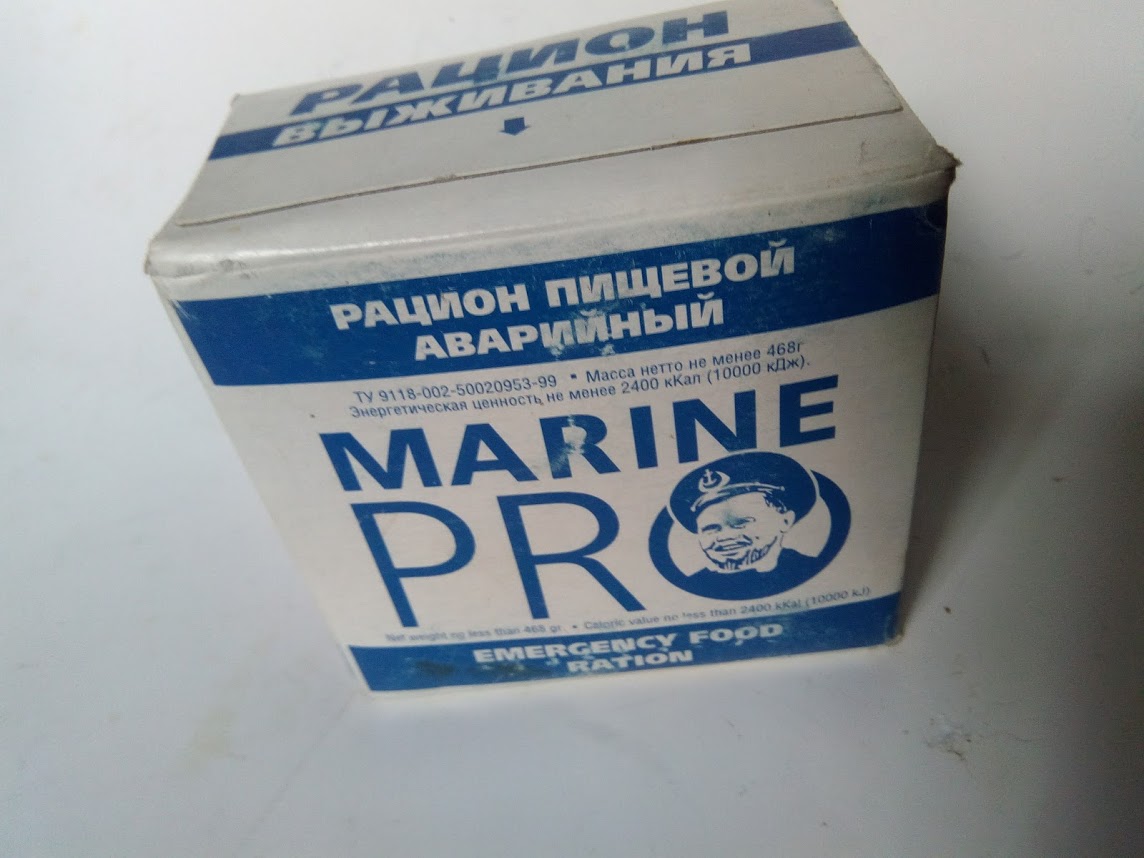 РАЦИОН
ВЫЖИВАНИЯ
РАЦИОН ПИЩЕВОЙ
АВАРИЙНЫЙ
ТУ 9118-002-50020953-99 • Масса нетто не менее 468г
Энергетическая ценность не менее 2400 кКал (10000 кДж).
MARINE
PRO
Net weight no less than 468 gr. • Caloric value no less than 2400 kKal (10000 kJ)
EMERGENCY FOOD
RATION